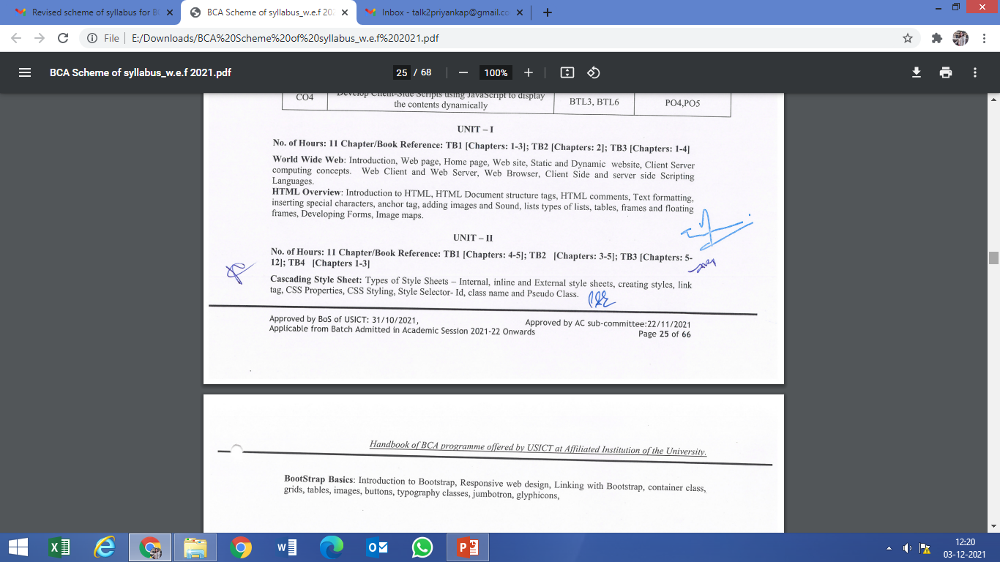 Revised scheme of syllabus for BC
BCA Scheme of syllabus_w.e.f 202
Inbox - talk2priyankap@gmail.co
File | E:/Downloads/BCA%20Scheme%20of%20syllabus_w.e.f%202021.pdf
BCA Scheme of syllabus_w.e.f 2021.pdf
25 / 68
100%
CO4
Develop Client-Side Scripts using JavaScript to display
the contents dynamically
BTL3, BTL6
PO4,PO5
UNIT – I
No. of Hours: 11 Chapter/Book Reference: TB1 [Chapters: 1-3]; TB2 [Chapters: 2]; TB3 [Chapters: 1-4]
World Wide Web: Introduction, Web page, Home page, Web site, Static and Dynamic website, Client Server
computing concepts. Web Client and Web Server, Web Browser, Client Side and server side Scripting
Languages.
HTML Overview: Introduction to HTML, HTML Document structure tags, HTML comments, Text formatting,
inserting special characters, anchor tag, adding images and Sound, lists types of lists, tables, frames and floating
frames, Developing Forms, Image maps.
UNIT – II
No. of Hours: 11 Chapter/Book Reference: TB1 [Chapters: 4-5]; TB2 [Chapters: 3-5]; TB3 [Chapters: 5-
12]; TB4 [Chapters 1-3]
Cascading Style Sheet: Types of Style Sheets – Internal, inline and External style sheets, creating styles, link
tag, CSS Properties, CSS Styling, Style Selector- Id, class name and Pseudo Class.
Approved by BoS of USICT: 31/10/2021,
Approved by AC sub-committee:22/11/2021
Applicable from Batch Admitted in Academic Session 2021-22 Onwards
Page 25 of 66
Handbook of BCA programme offered by USICT at Affiliated Institution of the University.
BootStrap Basics: Introduction to Bootstrap, Responsive web design, Linking with Bootstrap, container class,
grids, tables, images, buttons, typography classes, jumbotron, glyphicons,
12:20
03-12-2021